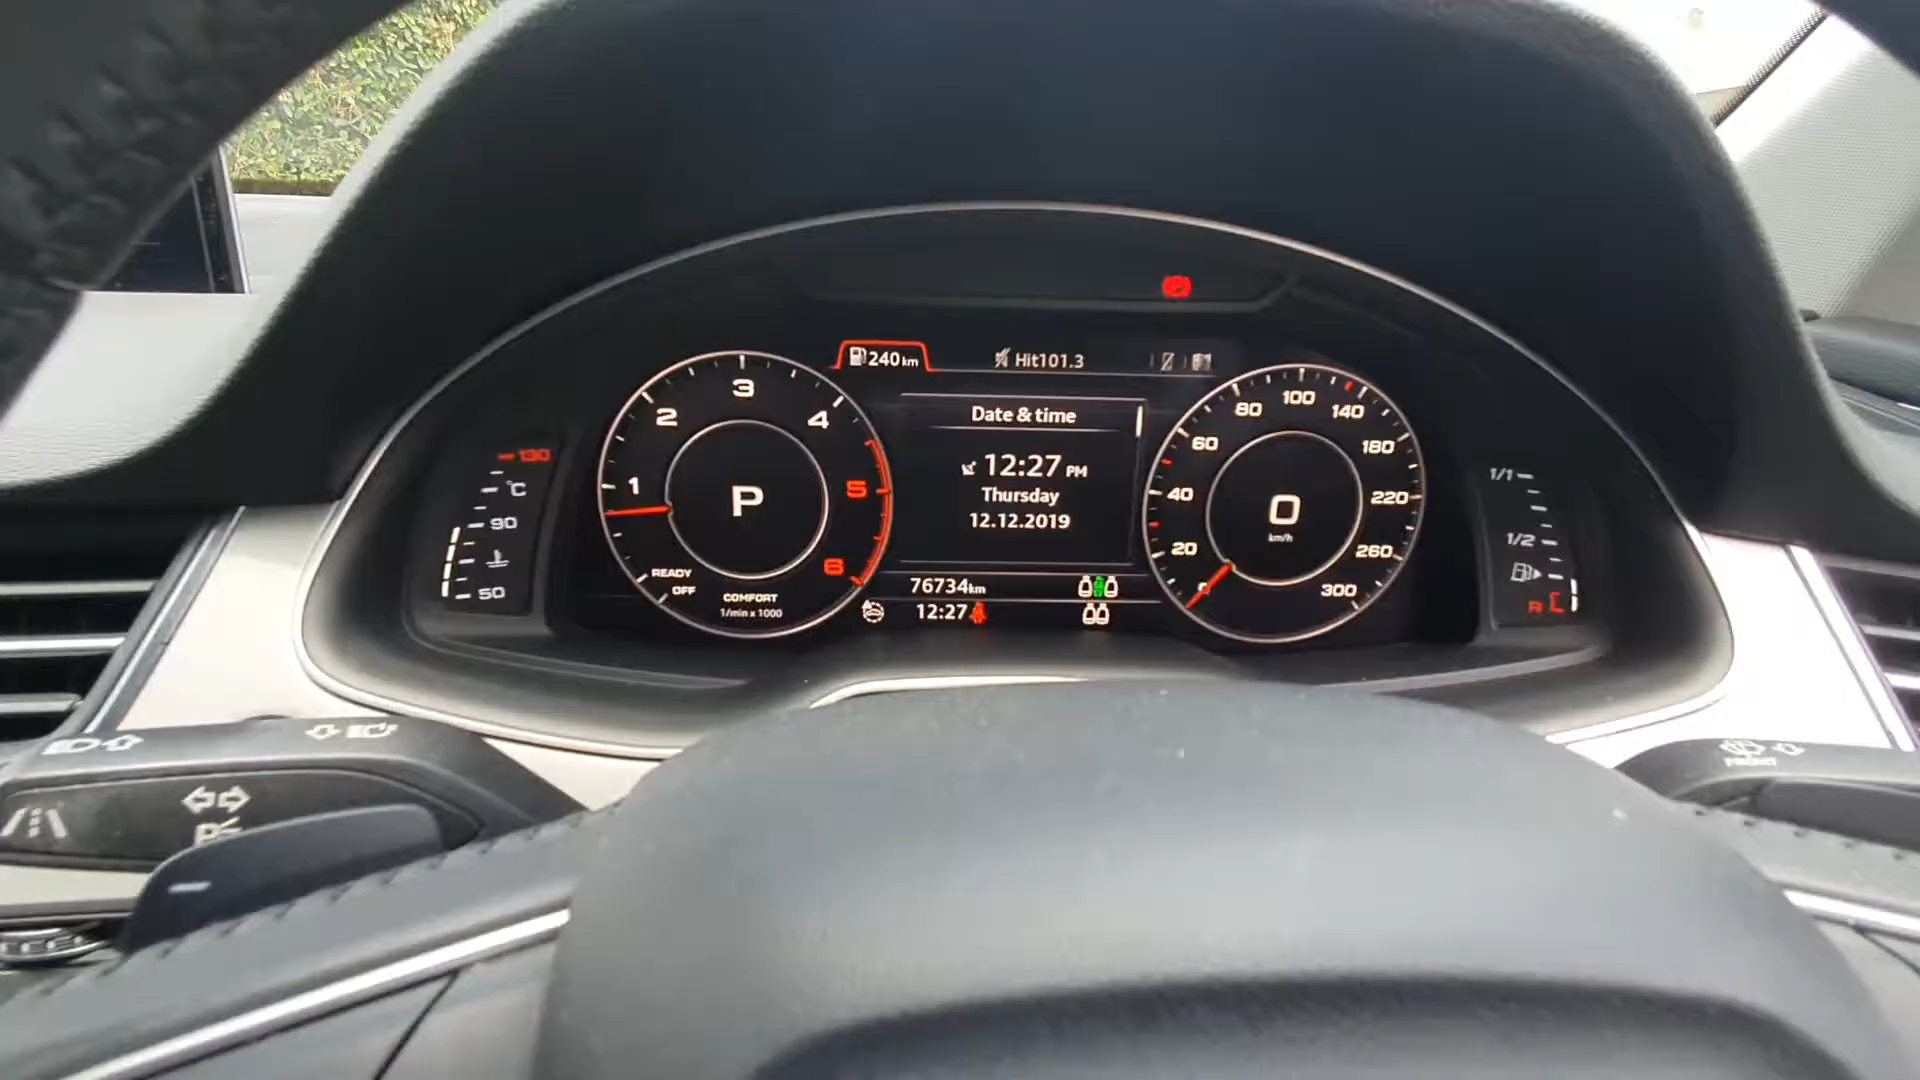 240 km
Hit101.3
Date & time
12:27 PM
Thursday
12.12.2019
76734km
12:27
1
2
3
4
5
6
P
READY
OFF
COMFORT
1/min x 1000
0
20
40
60
80
100
140
180
220
260
300
0
km/h
130
°C
90
50
1/1
1/2
R